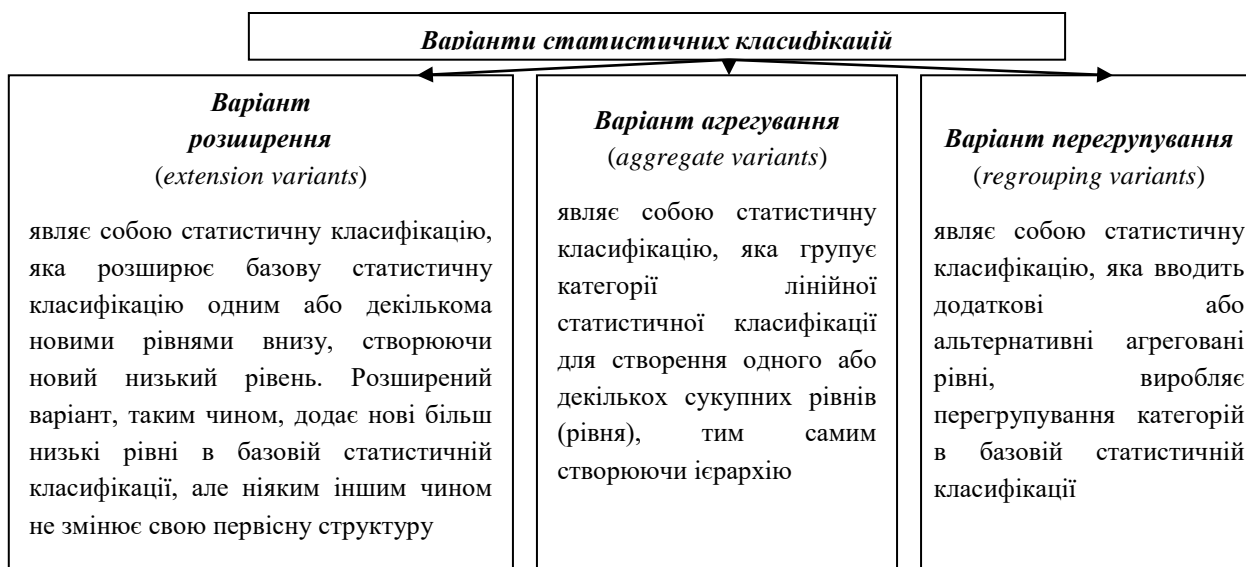 Варіанти статистичних класифікацій
Варіант
розширення
(extension variants)
являє собою статистичну класифікацію,
яка розширює базову статистичну
класифікацію одним або декількома
новими рівнями внизу, створюючи
новий низький рівень. Розширений
варіант, таким чином, додає нові більш
низькі рівні в базовій статистичній
класифікації, але ніяким іншим чином
не змінює свою первісну структуру
Варіант агрегування
(aggregate variants)
являє собою статистичну
класифікацію, яка групує
категорії лінійної
статистичної класифікації
для створення одного або
декількох сукупних рівнів
(рівня), тим самим
створюючи ієрархію
Варіант перегрупування
(regrouping variants)
являє собою статистичну
класифікацію, яка вводить
додаткові або
альтернативні агреговані
рівні, виробляє
перегрупування категорій
в базовій статистичній
класифікації